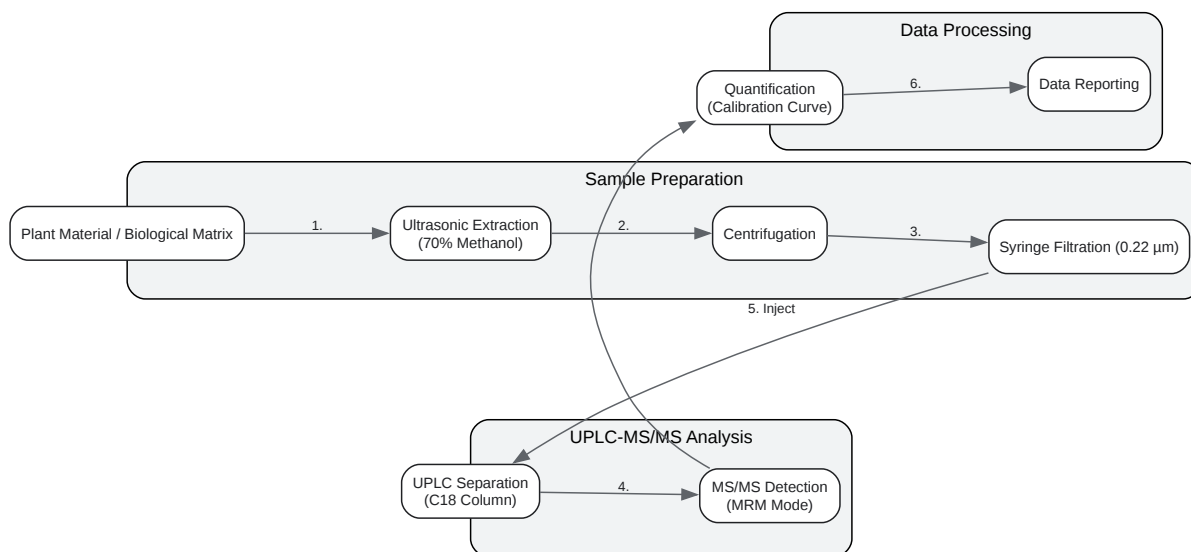 Data Processing
Quantification
(Calibration Curve)
6.
Data Reporting
Sample Preparation
Plant Material / Biological Matrix
1.
Ultrasonic Extraction
(70% Methanol)
2.
Centrifugation
3.
Syringe Filtration (0.22 µm)
5. Inject
UPLC-MS/MS Analysis
UPLC Separation
(C18 Column)
4.
MS/MS Detection
(MRM Mode)